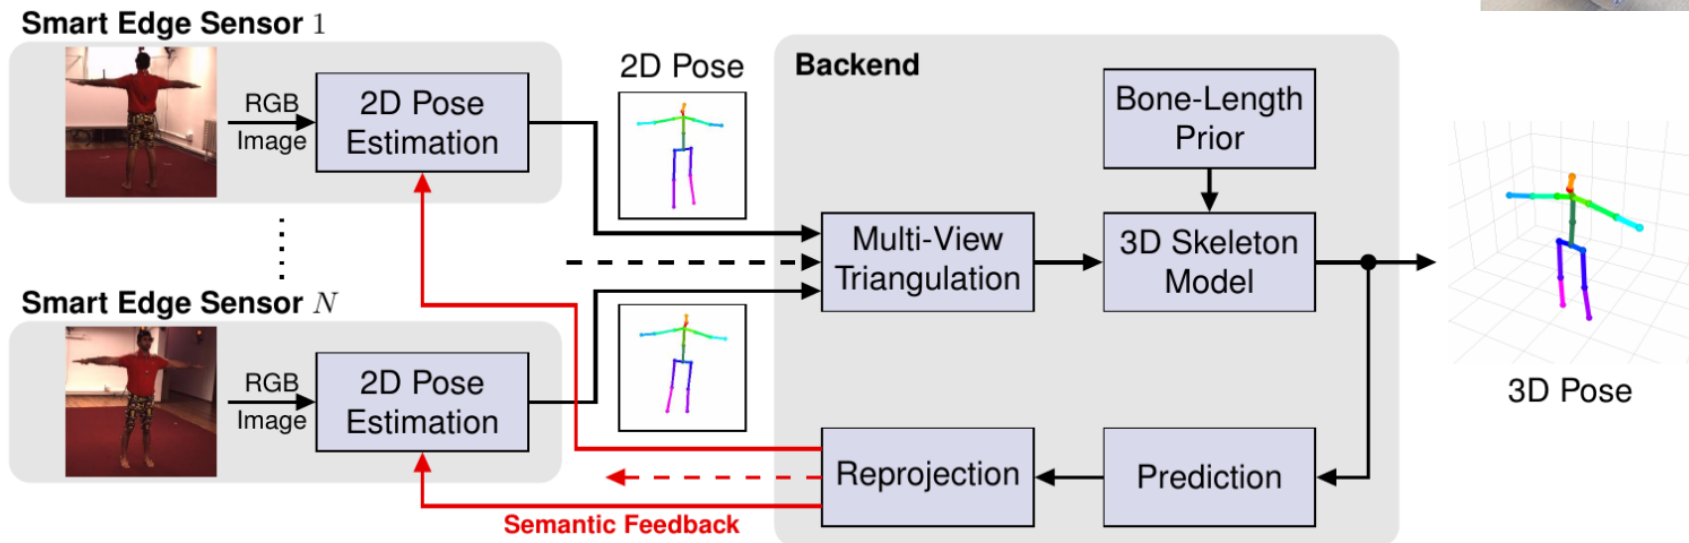 Smart Edge Sensor 1
RGB
Image
2D Pose
Estimation
2D Pose
Backend
Bone-Length
Prior
Multi-View
Triangulation
3D Skeleton
Model
Smart Edge Sensor N
RGB
Image
2D Pose
Estimation
Reprojection
Prediction
Semantic Feedback
3D Pose